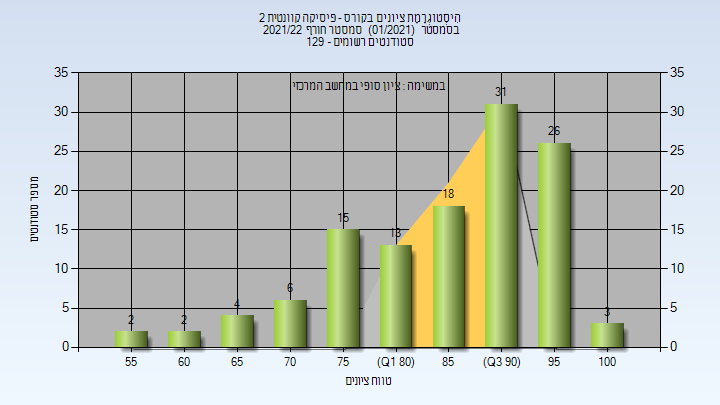 היסטוגרמת ציונים בקורס - פיסיקה קוונטית 2
בסמסטר (01/2021) סמסטר חורף 2021/22
סטודנטים רשומים - 129
במשימה : ציון סופי במחשב המרכזי
35 35
30 30
25 25
20 20
15 15
10 10
5 5
0 0
2 2 4 6 15 13 18 31 26 3
55 60 65 70 75 (Q1 80) 85 (Q3 90) 95 100
מספר סטודנטים
טווח ציונים